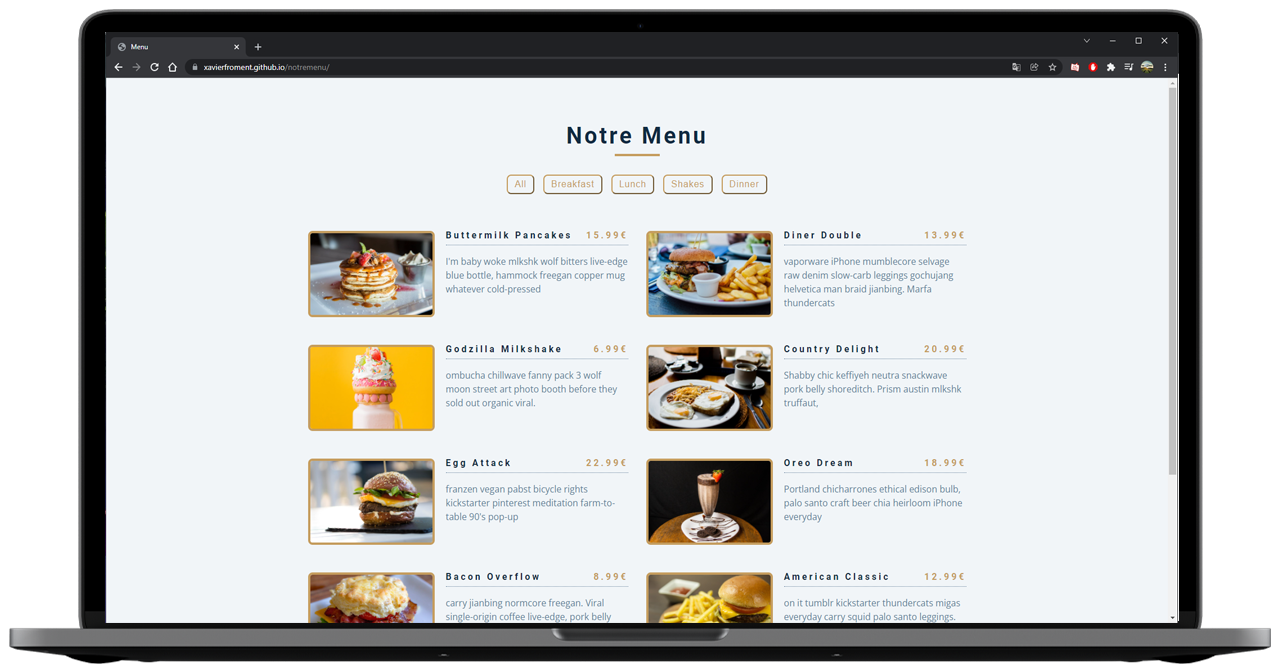 Menu
xavierfroment.github.io/notremenu/
Notre Menu
All Breakfast Lunch Shakes Dinner
Buttermilk Pancakes 15.99€
I'm baby woke mlkshk wolf bitters live-edge
blue bottle, hammock freegan copper mug
whatever cold-pressed
Diner Double 13.99€
vaporware iPhone mumblecore selvage
raw denim slow-carb leggings gochujang
helvetica man braid jianbing. Marfa
thundercats
Godzilla Milkshake 6.99€
ombucha chillwave fanny pack 3 wolf
moon street art photo booth before they
sold out organic viral.
Country Delight 20.99€
Shabby chic keffiyeh neutra snackwave
pork belly shoreditch. Prism austin mlkshk
truffaut,
Egg Attack 22.99€
franzen vegan pabst bicycle rights
kickstarter pinterest meditation farm-to-
table 90's pop-up
Oreo Dream 18.99€
Portland chicharrones ethical edison bulb,
palo santo craft beer chia heirloom iPhone
everyday
Bacon Overflow 8.99€
carry jianbing normcore freegan. Viral
single-origin coffee live-edge, pork belly
American Classic 12.99€
on it tumblr kickstarter thundercats migas
everyday carry squid palo santo leggings.